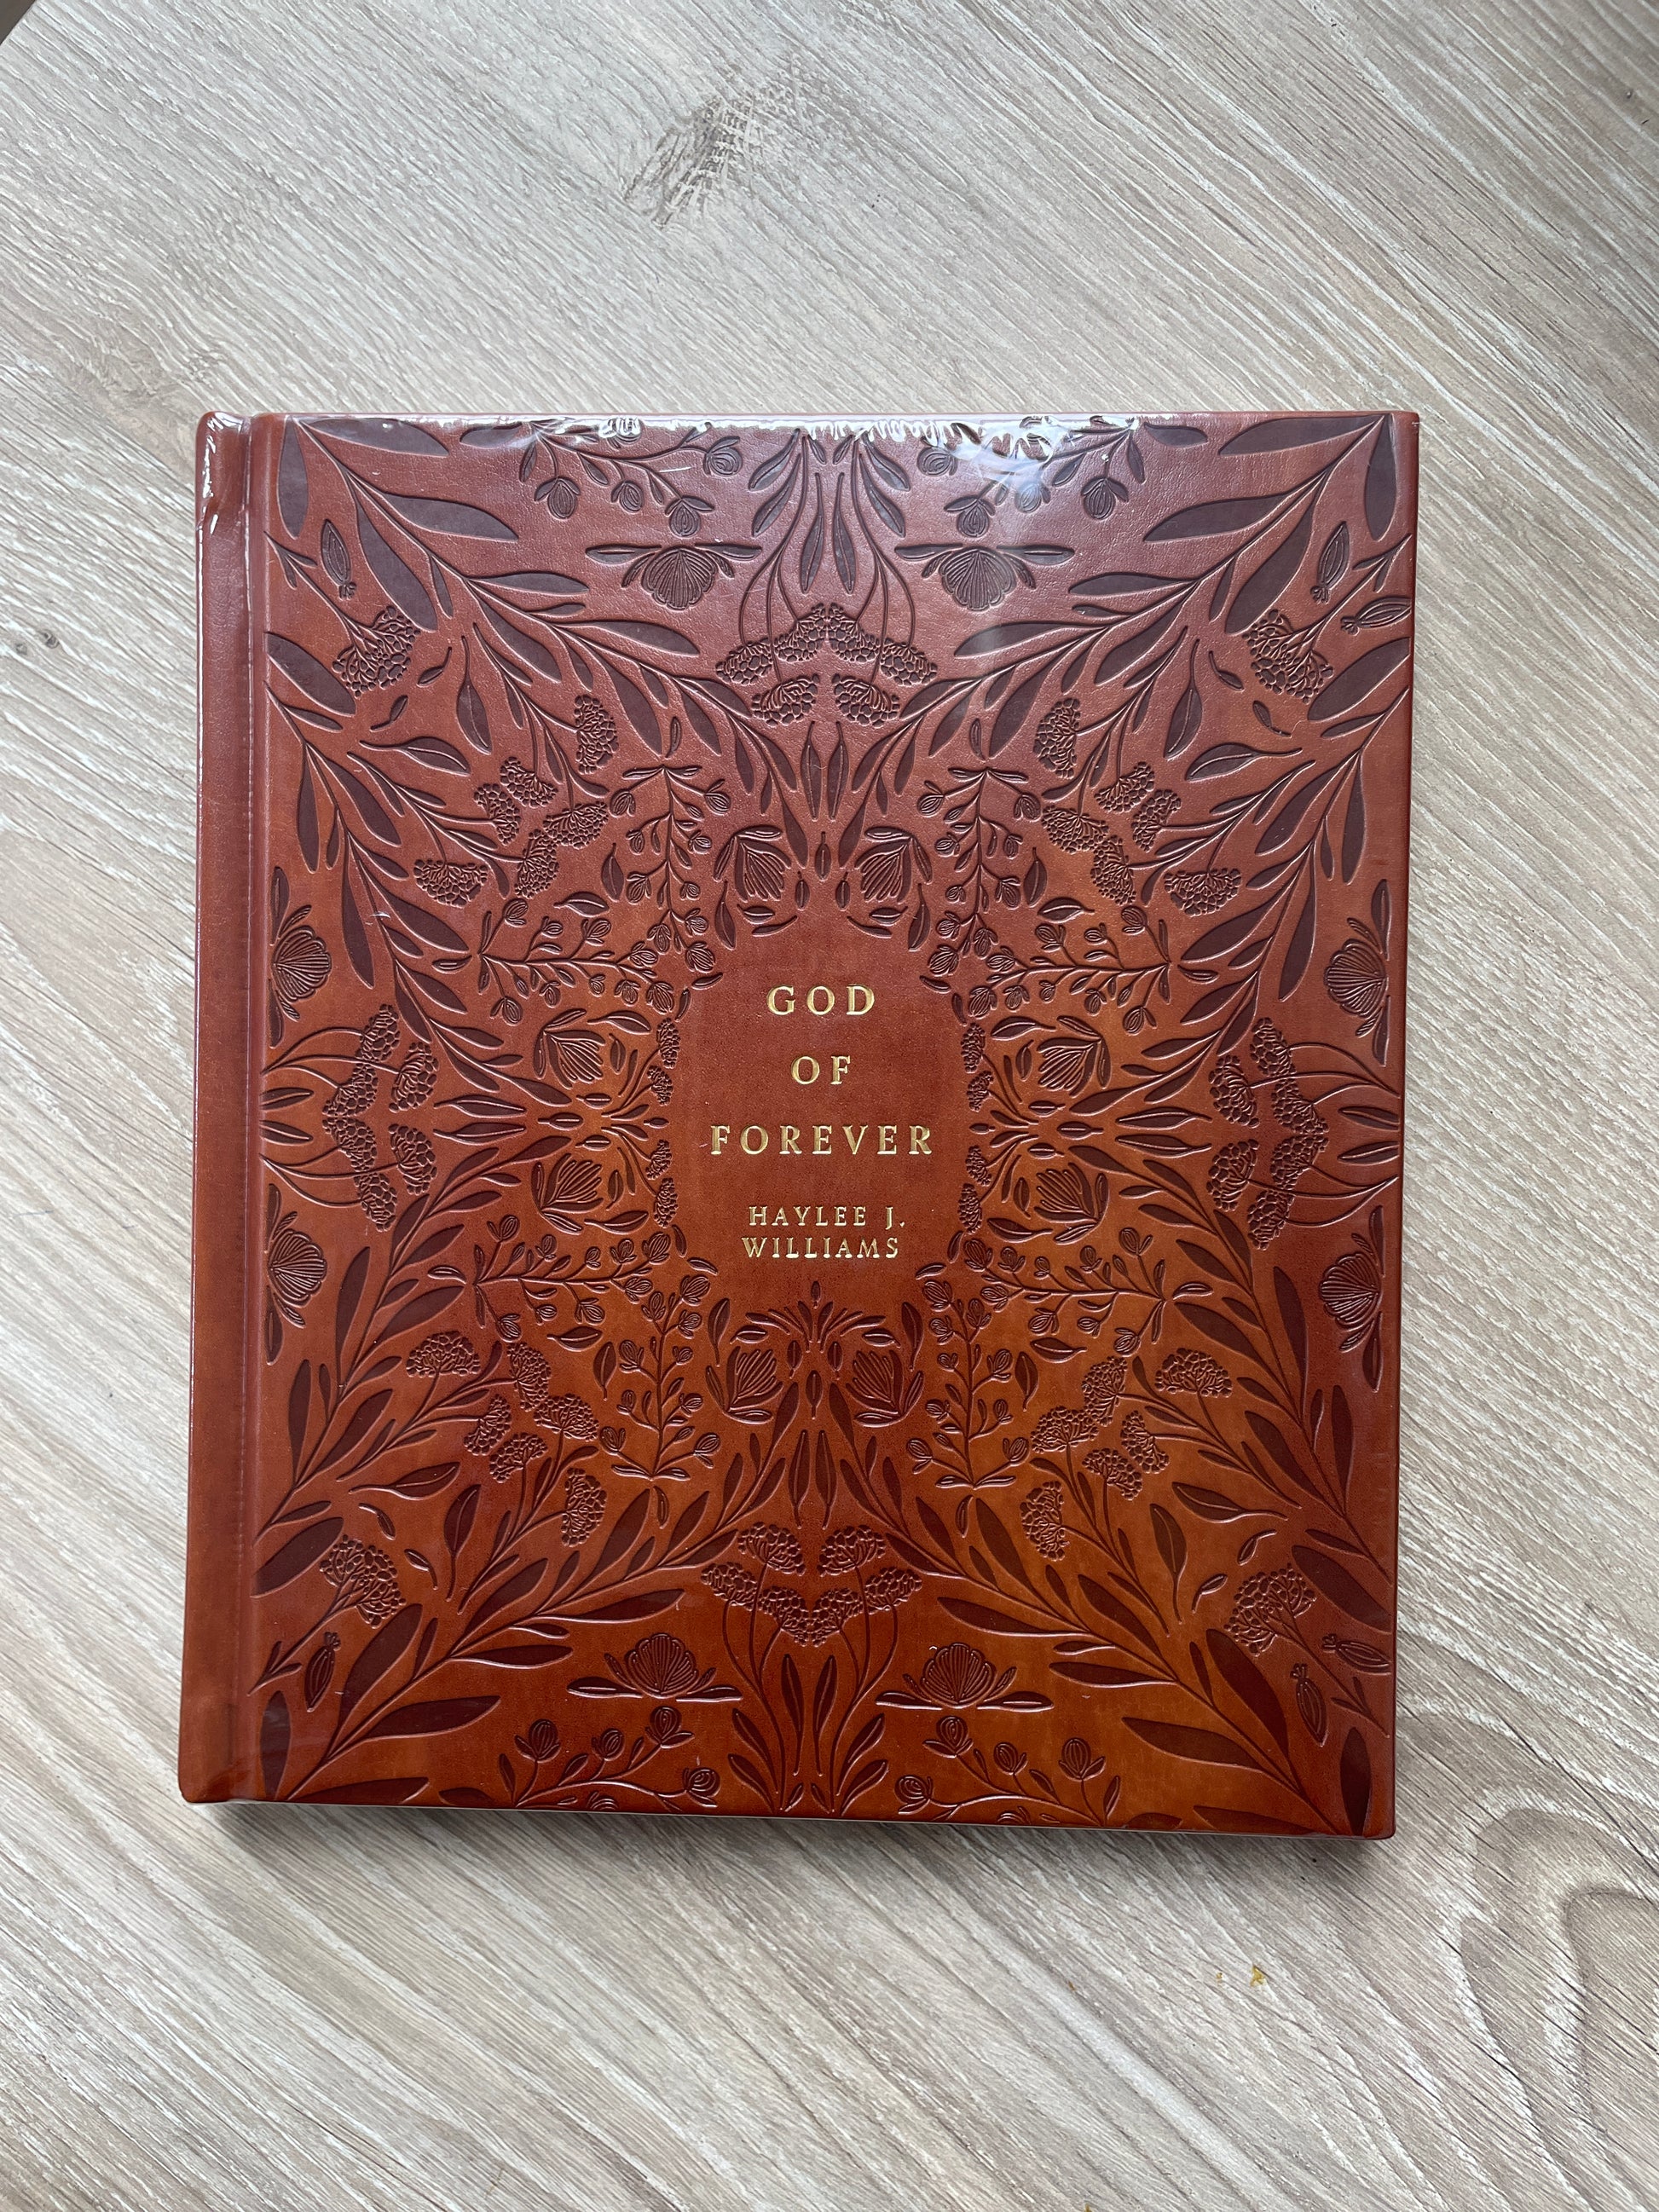 GOD
OF
FOREVER
HAYLEE J.
WILLIAMS